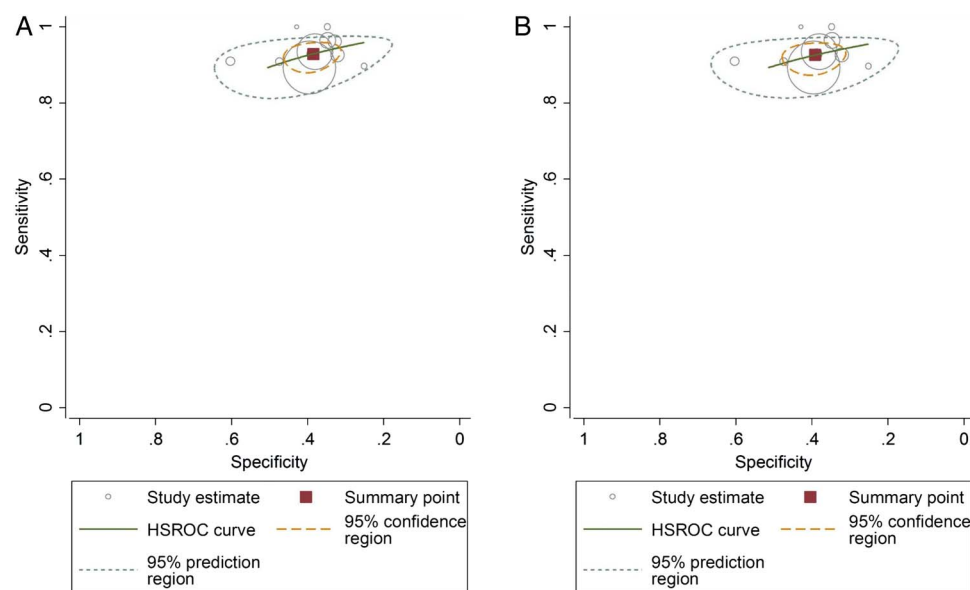 A
Sensitivity
1
.8
.6
.4
.2
0
1 .8 .6 .4 .2 0
Specificity
Study estimate Summary point
HSROC curve 95% confidence
region
95% prediction
region
B
Sensitivity
1
.8
.6
.4
.2
0
1 .8 .6 .4 .2 0
Specificity
Study estimate Summary point
HSROC curve 95% confidence
region
95% prediction
region